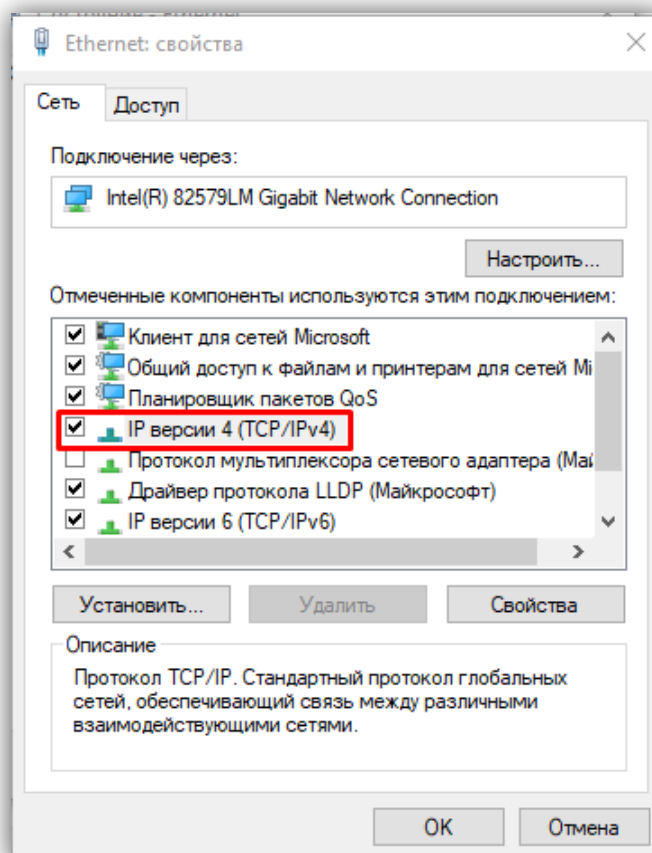 Ethernet: свойства
Сеть
Доступ
Подключение через:
Intel(R) 82579LM Gigabit Network Connection
Настроить...
Отмеченные компоненты используются этим подключением:
Клиент для сетей Microsoft
Общий доступ к файлам и принтерам для сетей Mi
Планировщик пакетов QoS
IP версии 4 (TCP/IPv4)
Протокол мультиплексора сетевого адаптера (Май
Драйвер протокола LLDP (Майкрософт)
IP версии 6 (TCP/IPv6)
Установить...
Удалить
Свойства
Описание
Протокол TCP/IP. Стандартный протокол глобальных
сетей, обеспечивающий связь между различными
взаимодействующими сетями.
OK
Отмена